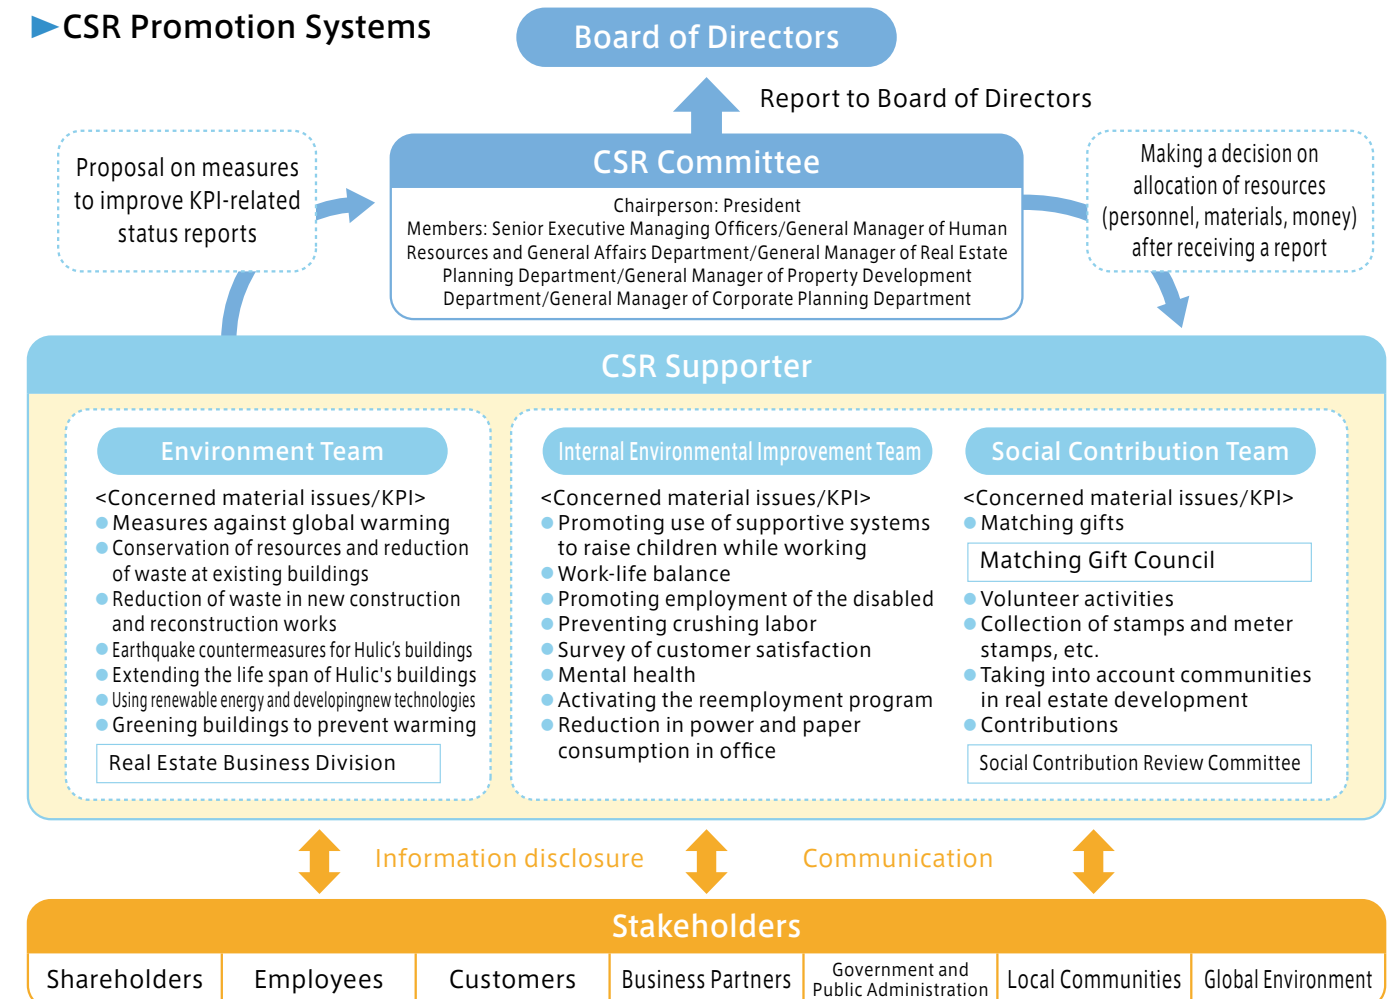 ►CSR Promotion Systems
Board of Directors
Report to Board of Directors
Proposal on measures
to improve KPI-related
status reports
CSR Committee
Chairperson: President
Members: Senior Executive Managing Officers/General Manager of Human
Resources and General Affairs Department/General Manager of Real Estate
Planning Department/General Manager of Property Development
Department/General Manager of Corporate Planning Department
Making a decision on
allocation of resources
(personnel, materials, money)
after receiving a report
CSR Supporter
Environment Team
<Concerned material issues/KPI>
● Measures against global warming
● Conservation of resources and reduction
of waste at existing buildings
● Reduction of waste in new construction
and reconstruction works
● Earthquake countermeasures for Hulic's buildings
● Extending the life span of Hulic's buildings
● Using renewable energy and developingnew technologies
● Greening buildings to prevent warming
Real Estate Business Division
Internal Environmental Improvement Team
<Concerned material issues/KPI>
● Promoting use of supportive systems
to raise children while working
● Work-life balance
● Promoting employment of the disabled
● Preventing crushing labor
● Survey of customer satisfaction
● Mental health
● Activating the reemployment program
● Reduction in power and paper
consumption in office
Social Contribution Team
<Concerned material issues/KPI>
● Matching gifts
Matching Gift Council
● Volunteer activities
● Collection of stamps and meter
stamps, etc.
● Taking into account communities
in real estate development
● Contributions
Social Contribution Review Committee
Information disclosure
Communication
Stakeholders
Shareholders
Employees
Customers
Business Partners
Government and
Public Administration
Local Communities
Global Environment